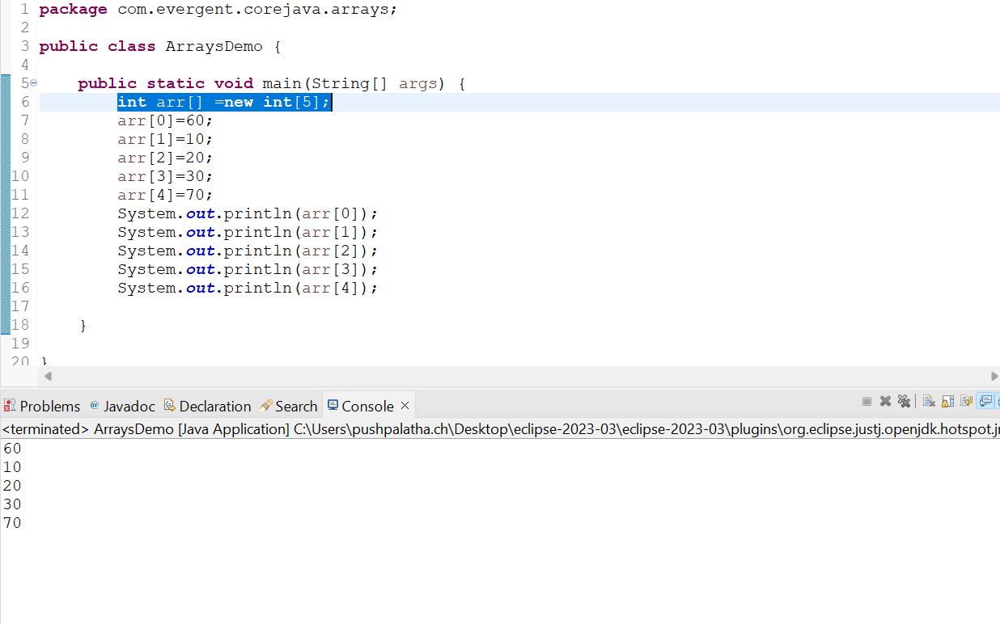 1 package com.evergent.corejava.arrays;
2
3 public class ArraysDemo {
4
5 public static void main(String[] args) {
6 int arr[] =new int[5];
7 arr[0]=60;
8 arr[1]=10;
9 arr[2]=20;
10 arr[3]=30;
11 arr[4]=70;
12 System.out.println(arr[0]);
13 System.out.println(arr[1]);
14 System.out.println(arr[2]);
15 System.out.println(arr[3]);
16 System.out.println(arr[4]);
17
18 }
19
20 }
Problems @ Javadoc Declaration Search Console
<terminated> ArraysDemo [Java Application] C:\Users\pushpalatha.ch\Desktop\eclipse-2023-03\eclipse-2023-03\plugins\org.eclipse.justj.openjdk.hotspot.jr
60
10
20
30
70